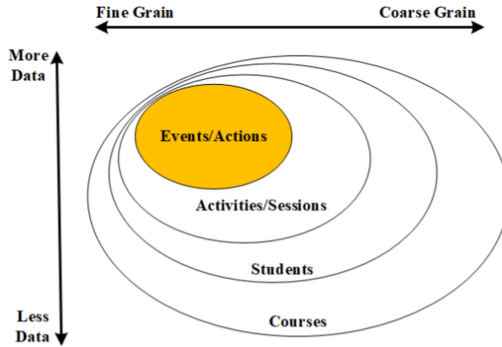 Fine Grain
Coarse Grain
More
Data
Events/Actions
Activities/Sessions
Students
Less
Data
Courses